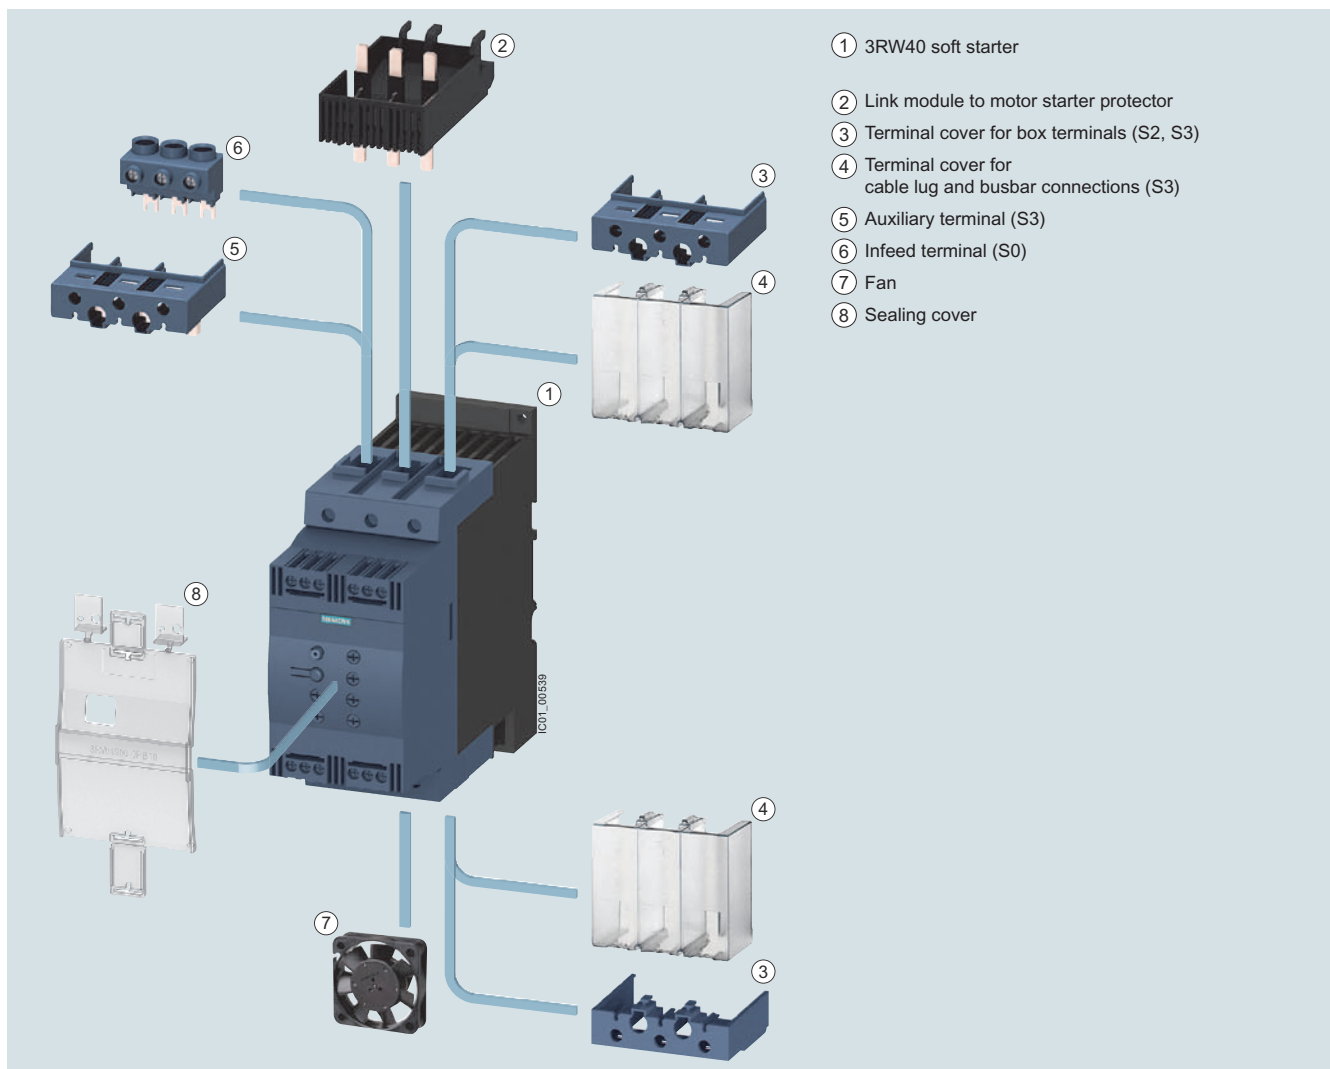 ① 3RW40 soft starter
② Link module to motor starter protector
③ Terminal cover for box terminals (S2, S3)
④ Terminal cover for
cable lug and busbar connections (S3)
⑤ Auxiliary terminal (S3)
⑥ Infeed terminal (S0)
⑦ Fan
⑧ Sealing cover
②
⑥
③
⑤
④
①
SIEMENS
⑧
IC01_00539
④
⑦
③